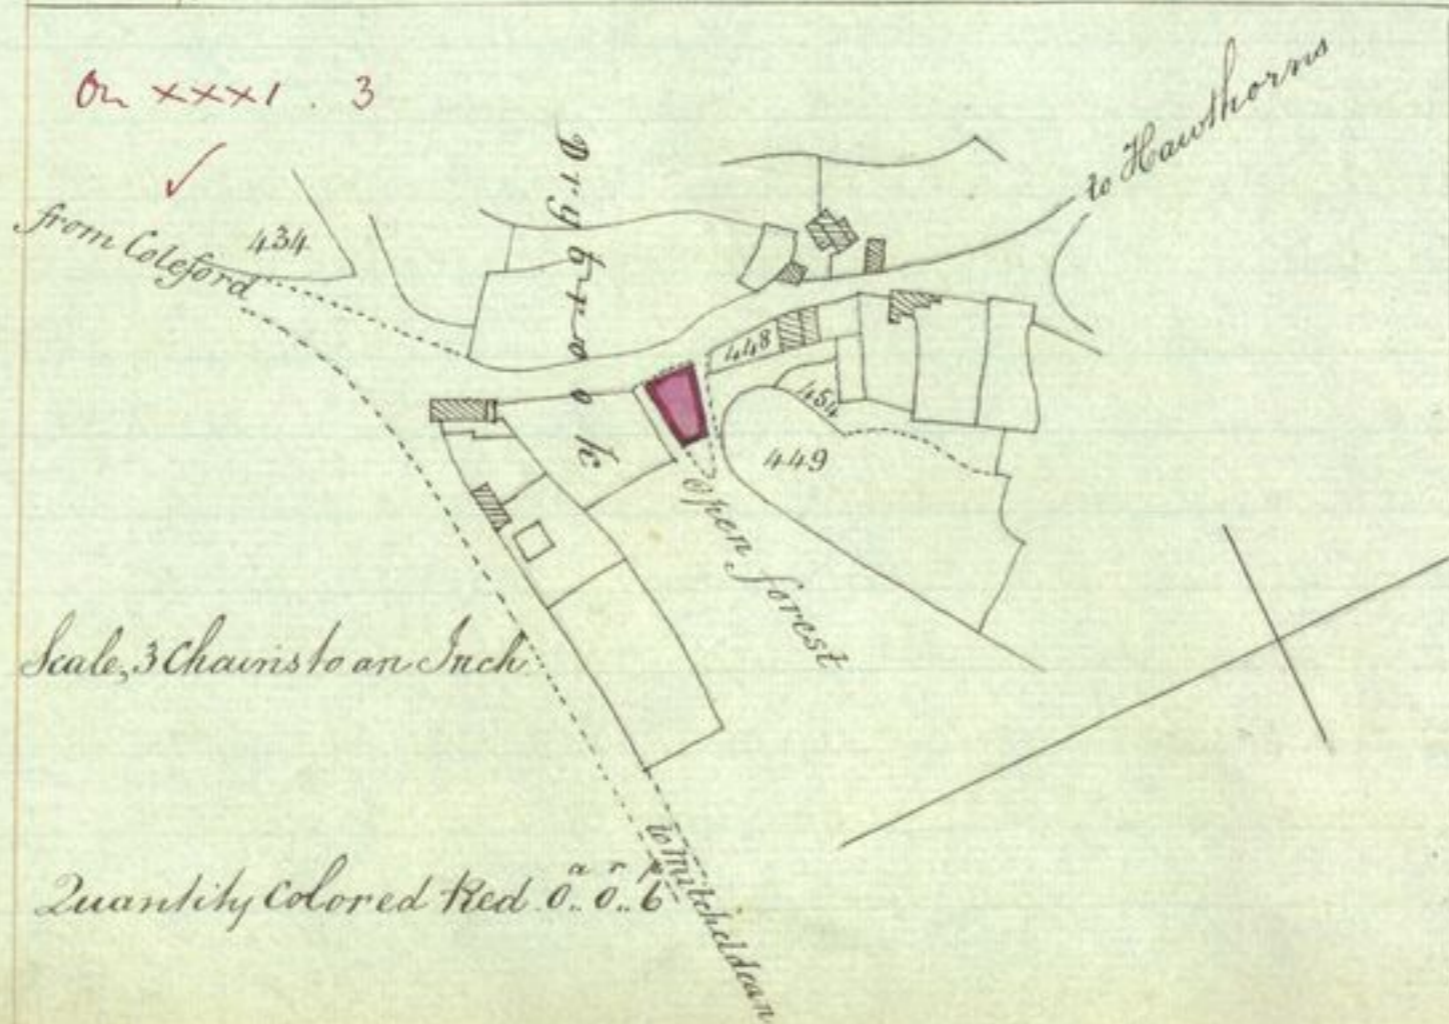 On XXXI . 3
from Coleford
434
Drybrook
to Hawthorns
448
454
449
Open forest
Scale, 3 Chains to an Inch
a r p
Quantity Colored Red. 0.. 0.. 6
to Mitcheldean